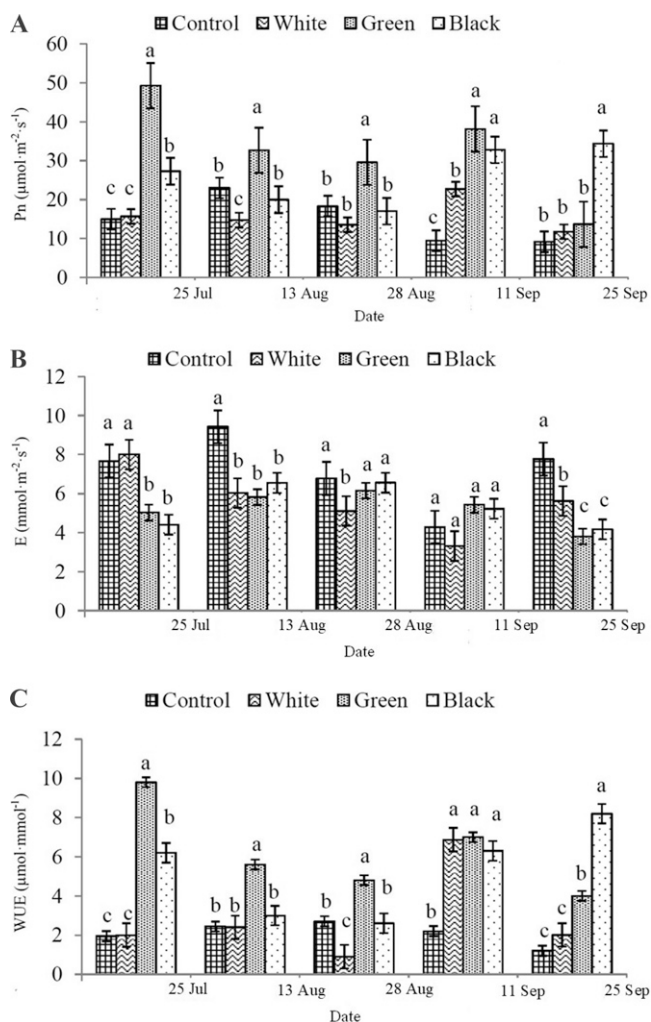 A
Control White Green Black
60
50
40
30
20
10
0
Pn (µmol·m⁻²·s⁻¹)
c c a b
b c a b
b b a b
c b a a
b b b a
25 Jul 13 Aug 28 Aug 11 Sep 25 Sep
Date
B
Control White Green Black
12
10
8
6
4
2
0
E (mmol·m⁻²·s⁻¹)
a a b b
a b b b
a b a a
a a a a
a b c c
25 Jul 13 Aug 28 Aug 11 Sep 25 Sep
Date
C
Control White Green Black
12
10
8
6
4
2
0
WUE (µmol·mmol⁻¹)
c c a b
b b a b
b c a b
b a a a
c c b a
25 Jul 13 Aug 28 Aug 11 Sep 25 Sep
Date